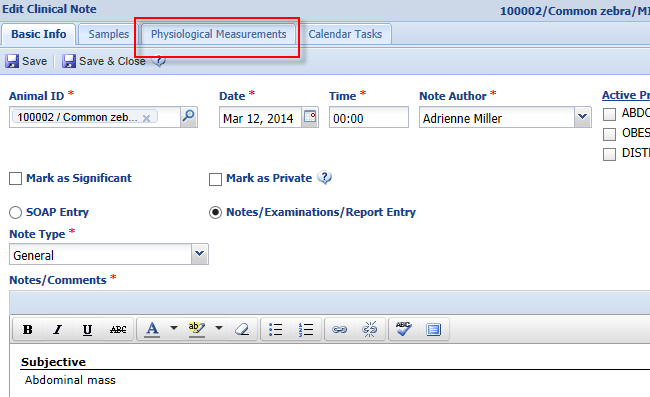 Edit Clinical Note
100002/Common zebra/MI
Basic Info Samples Physiological Measurements Calendar Tasks
Save Save & Close ?
Animal ID * Date * Time * Note Author * Active Pr
100002 / Common zeb... Mar 12, 2014 00:00 Adrienne Miller ABDO
OBES
DISTI
Mark as Significant Mark as Private ?
SOAP Entry Notes/Examinations/Report Entry
Note Type *
General
Notes/Comments *
B I U ABC A ab ABC
Subjective
Abdominal mass